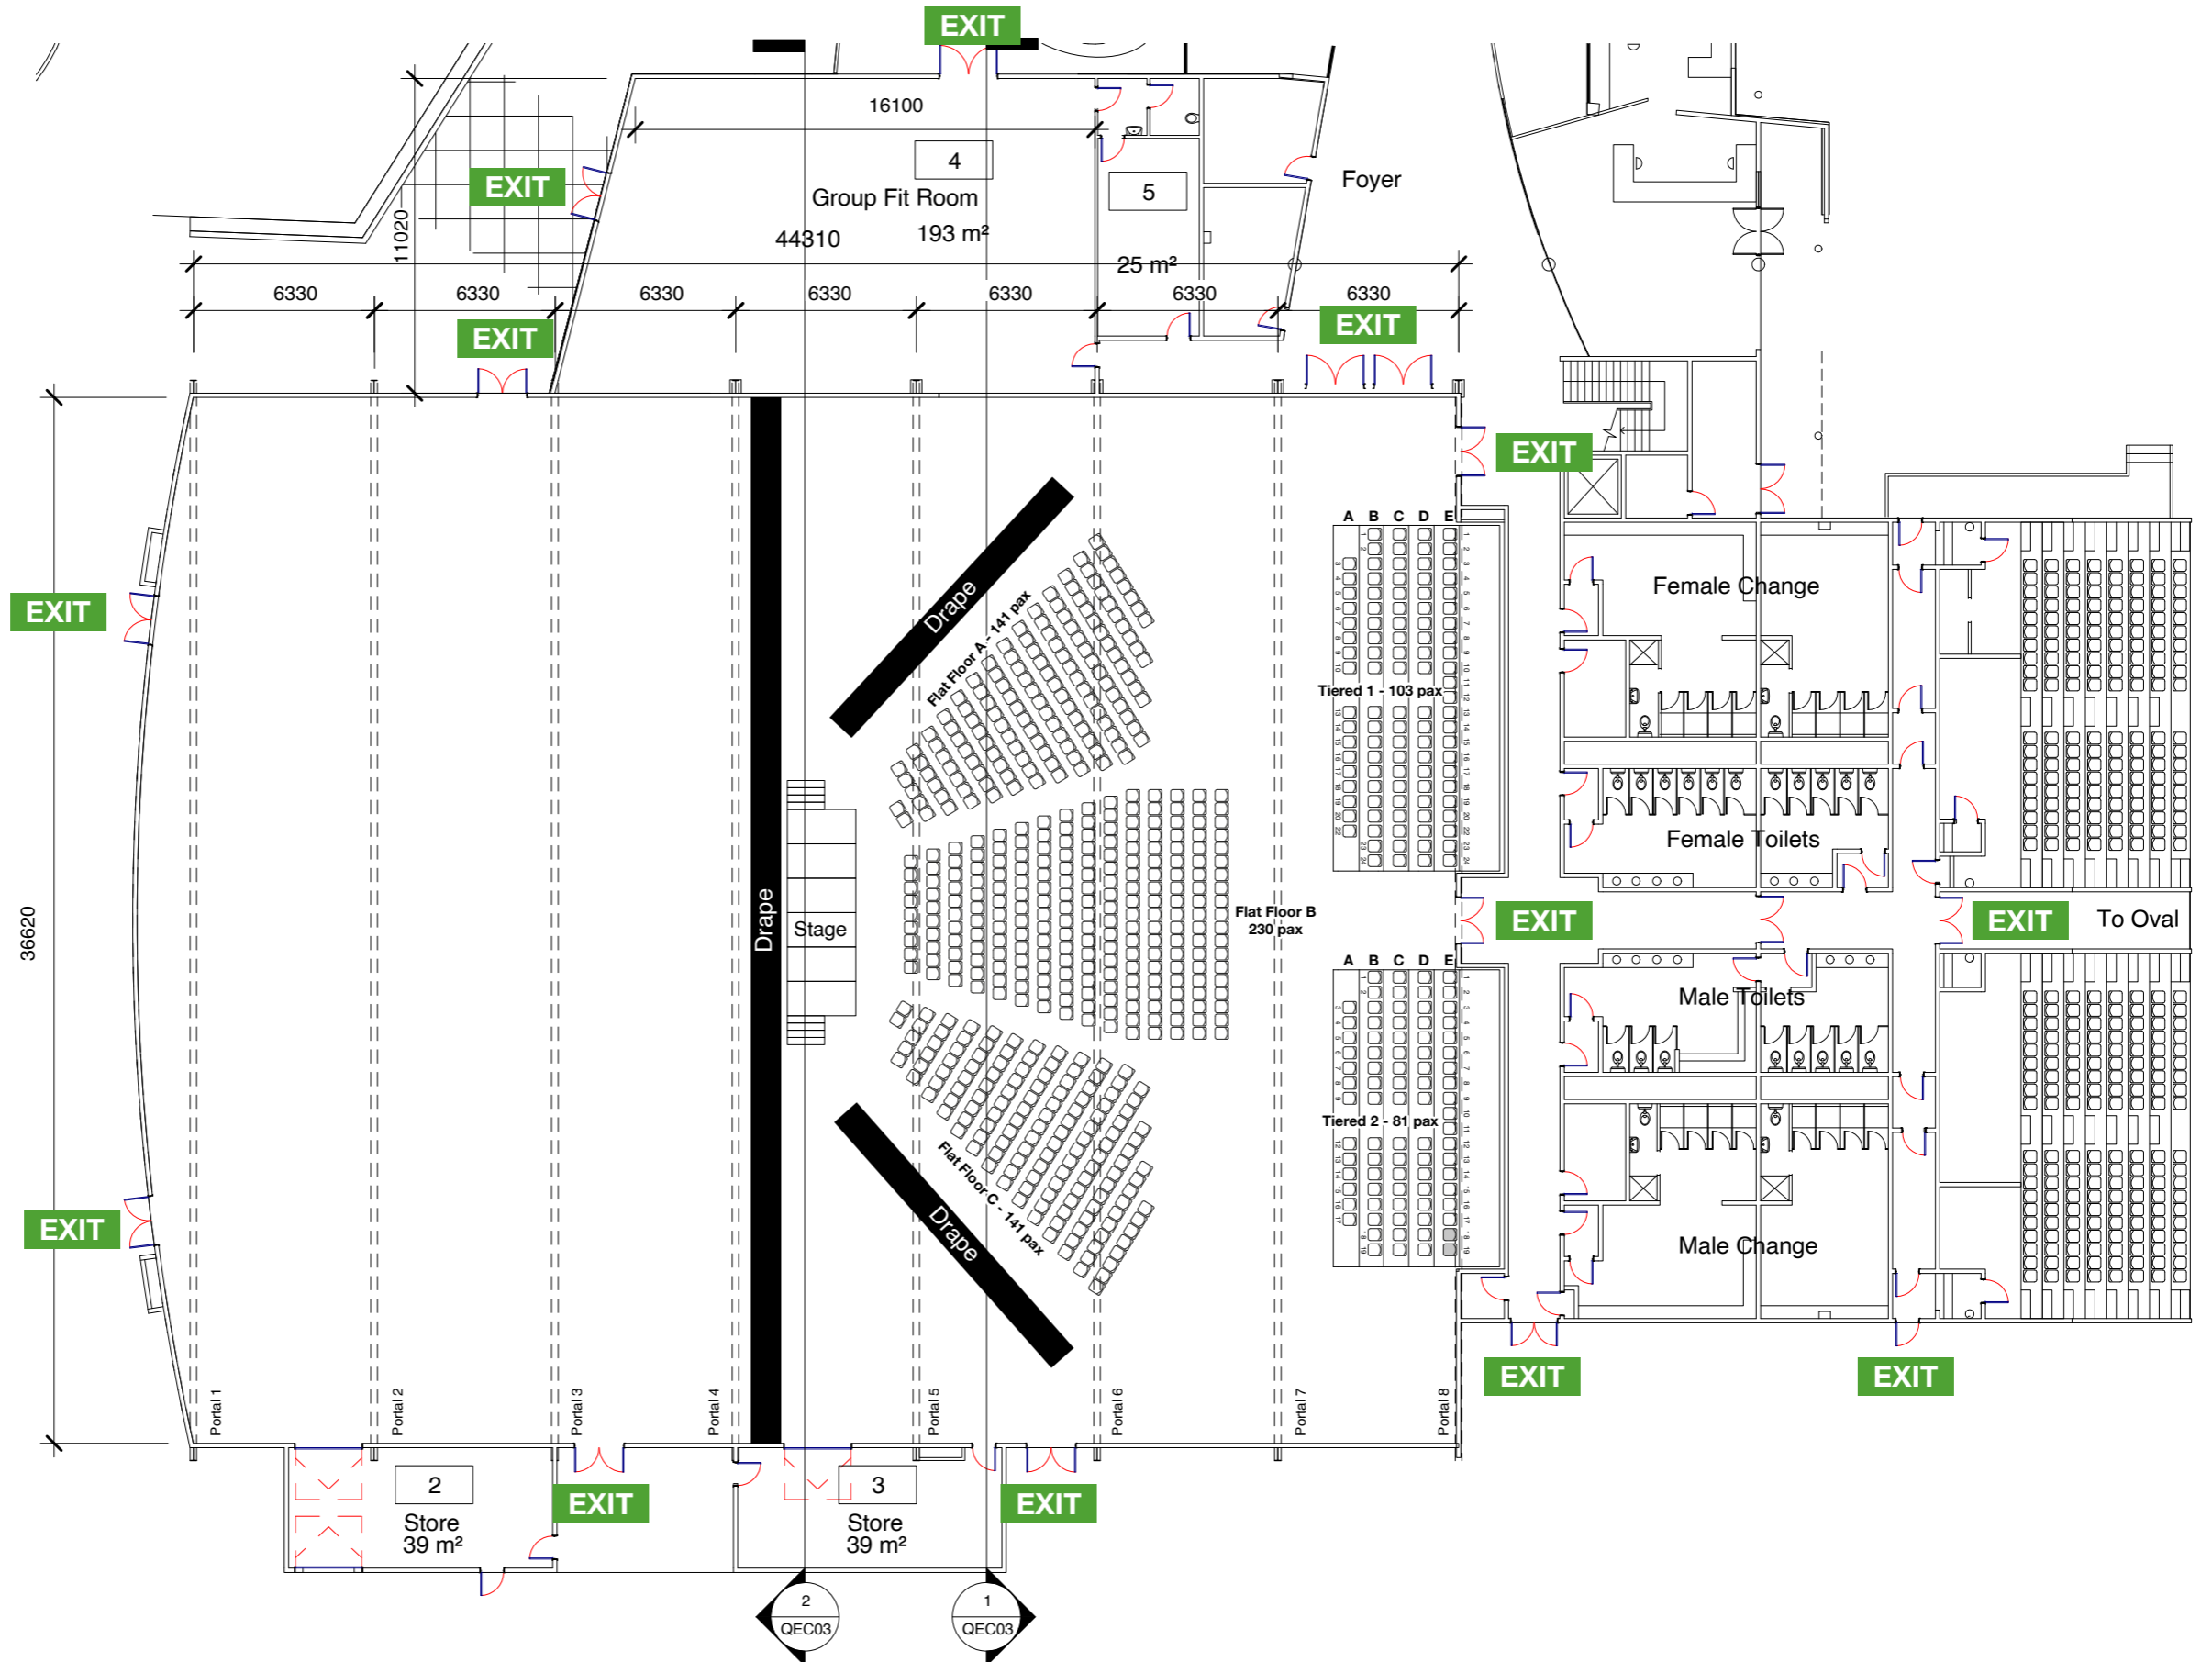 EXIT
16100
4
EXIT
5
Foyer
Group Fit Room
193 m²
11020
44310
25 m²
6330
6330
6330
6330
6330
6330
6330
EXIT
EXIT
EXIT
A B C D E
Drape
Flat Floor A - 141 pax
Female Change
EXIT
Tiered 1 - 103 pax
Female Toilets
36620
Drape
Stage
Flat Floor B
230 pax
EXIT
EXIT
To Oval
A B C D E
Male Toilets
Tiered 2 - 81 pax
Flat Floor C - 141 pax
Drape
EXIT
Male Change
EXIT
EXIT
Portal 1
Portal 2
Portal 3
Portal 4
Portal 5
Portal 6
Portal 7
Portal 8
2
Store
39 m²
EXIT
3
Store
39 m²
EXIT
2
QEC03
1
QEC03